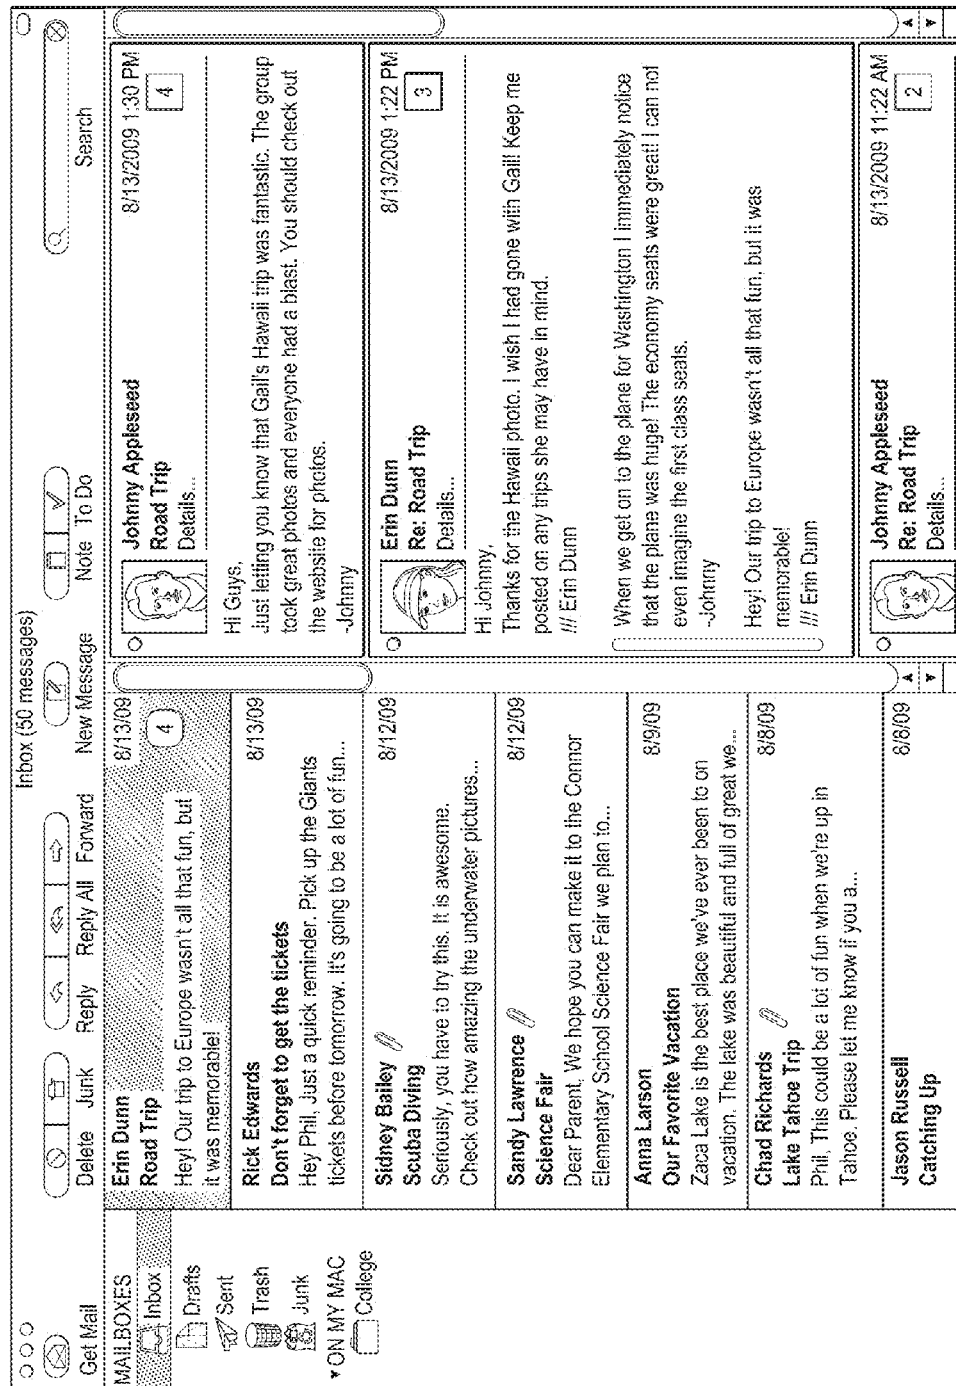 Inbox (50 messages)
Get Mail
Delete Junk
Reply Reply All Forward
New Message
Note To Do
Search
MAILBOXES
Inbox
Drafts
Sent
Trash
Junk
ON MY MAC
College
Erin Dunn 8/13/09
Road Trip 4
Hey! Our trip to Europe wasn't all that fun, but
it was memorable!
Rick Edwards 8/13/09
Don't forget to get the tickets
Hey Phil, Just a quick reminder. Pick up the Giants
tickets before tomorrow. It's going to be a lot of fun...
Sidney Bailey 8/12/09
Scuba Diving
Seriously, you have to try this. It is awesome.
Check out how amazing the underwater pictures...
Sandy Lawrence 8/12/09
Science Fair
Dear Parent, We hope you can make it to the Connor
Elementary School Science Fair we plan to...
Anna Larson 8/9/09
Our Favorite Vacation
Zaca Lake is the best place we've ever been to on
vacation. The lake was beautiful and full of great we...
Chad Richards 8/8/09
Lake Tahoe Trip
Phil, This could be a lot of fun when we're up in
Tahoe. Please let me know if you a...
Jason Russell 8/8/09
Catching Up
Johnny Appleseed 8/13/2009 1:30 PM
Road Trip 4
Details...
Hi Guys,
Just letting you know that Gail's Hawaii trip was fantastic. The group
took great photos and everyone had a blast. You should check out
the website for photos.
-Johnny
Erin Dunn 8/13/2009 1:22 PM
Re: Road Trip 3
Details...
Hi Johnny,
Thanks for the Hawaii photo. I wish I had gone with Gail! Keep me
posted on any trips she may have in mind.
/// Erin Dunn
When we get on to the plane for Washington I immediately notice
that the plane was huge! The economy seats were great! I can not
even imagine the first class seats.
-Johnny
Hey! Our trip to Europe wasn't all that fun, but it was
memorable!
/// Erin Dunn
Johnny Appleseed 8/13/2009 11:22 AM
Re: Road Trip 2
Details...